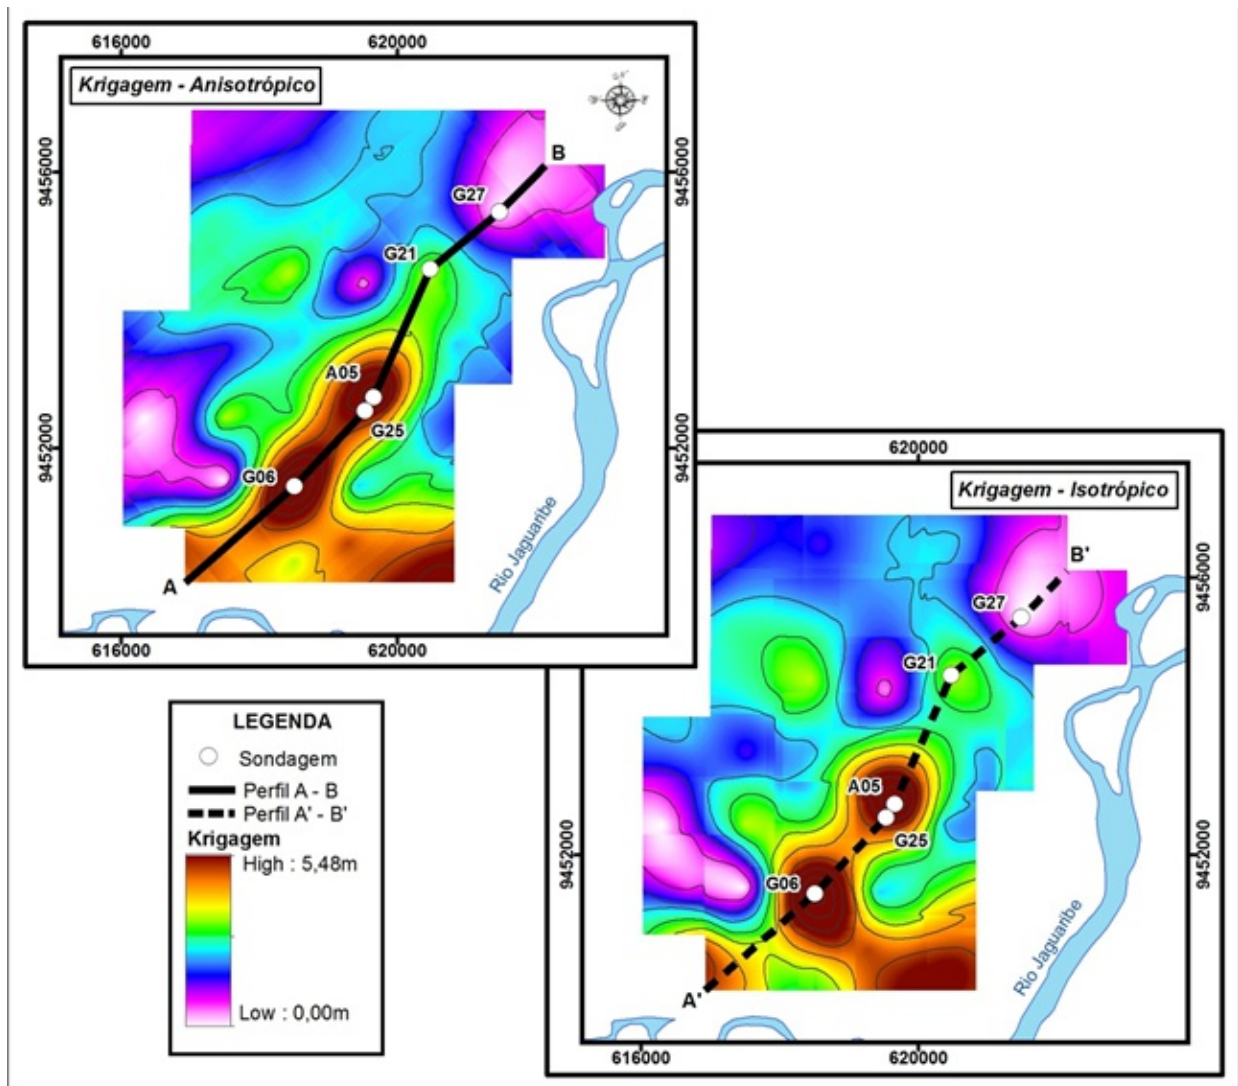 616000
620000
Krigagem - Anisotrópico
9456000
9456000
B
G27
G21
A05
G25
9452000
9452000
G06
A
Rio Jaguaribe
616000
620000
620000
Krigagem - Isotrópico
B'
9456000
G27
G21
A05
G25
9452000
9452000
G06
A'
Rio Jaguaribe
616000
620000
LEGENDA
Sondagem
Perfil A - B
Perfil A' - B'
Krigagem
High : 5,48m
Low : 0,00m